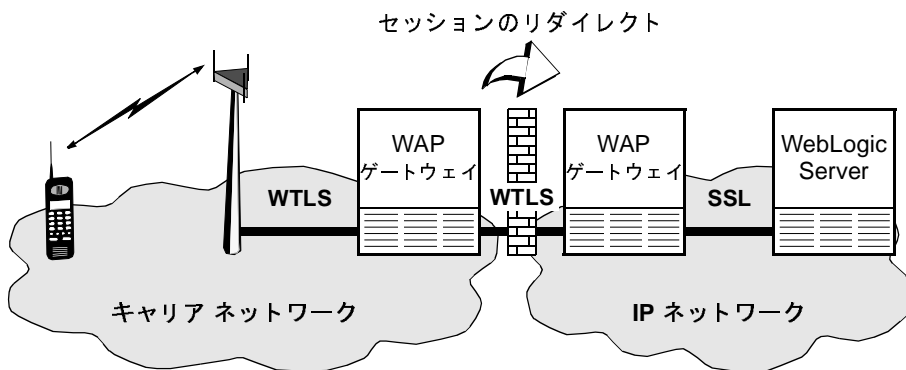 セッションのリダイレクト
WAP
ゲートウェイ
WAP
ゲートウェイ
WebLogic
Server
WTLS
WTLS
SSL
キャリア ネットワーク
IP ネットワーク